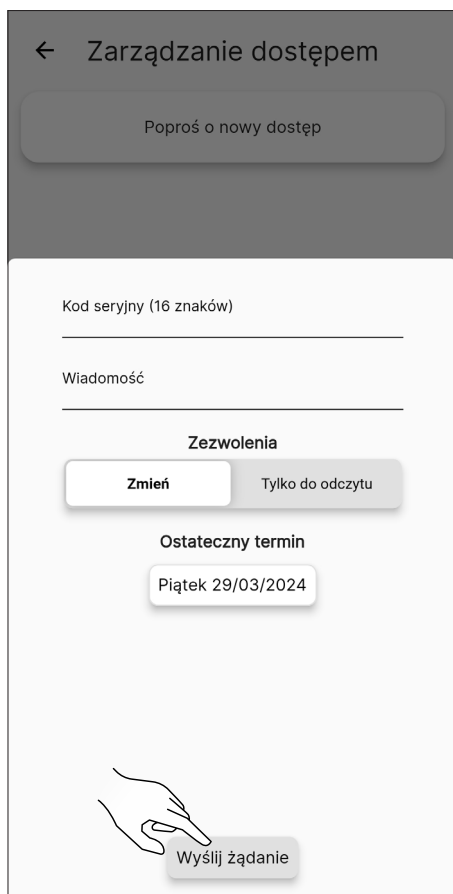 Zarządzanie dostępem
Poproś o nowy dostęp
Kod seryjny (16 znaków)
Wiadomość
Zezwolenia
Zmień Tylko do odczytu
Ostateczny termin
Piątek 29/03/2024
Wyślij żądanie